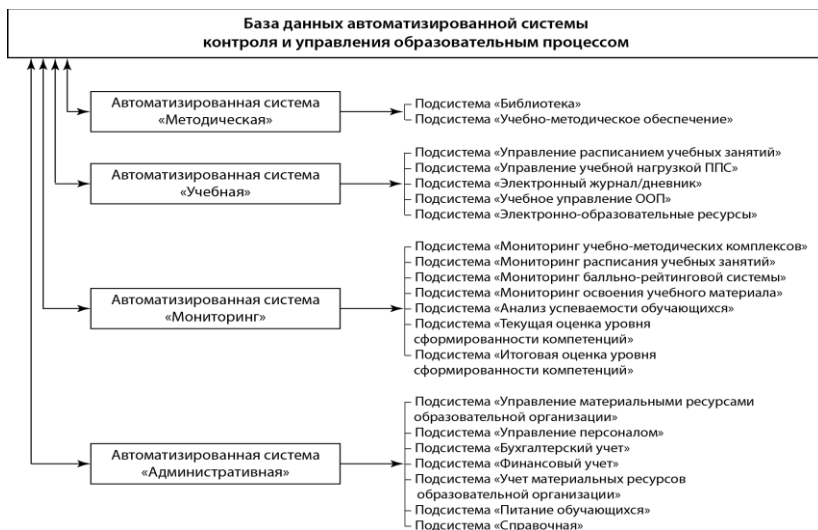 База данных автоматизированной системы
контроля и управления образовательным процессом
Автоматизированная система
«Методическая»
Подсистема «Библиотека»
Подсистема «Учебно-методическое обеспечение»
Автоматизированная система
«Учебная»
Подсистема «Управление расписанием учебных занятий»
Подсистема «Управление учебной нагрузкой ППС»
Подсистема «Электронный журнал/дневник»
Подсистема «Учебное управление ООП»
Подсистема «Электронно-образовательные ресурсы»
Автоматизированная система
«Мониторинг»
Подсистема «Мониторинг учебно-методических комплексов»
Подсистема «Мониторинг расписания учебных занятий»
Подсистема «Мониторинг балльно-рейтинговой системы»
Подсистема «Мониторинг освоения учебного материала»
Подсистема «Анализ успеваемости обучающихся»
Подсистема «Текущая оценка уровня
сформированности компетенций»
Подсистема «Итоговая оценка уровня
сформированности компетенций»
Автоматизированная система
«Административная»
Подсистема «Управление материальными ресурсами
образовательной организации»
Подсистема «Управление персоналом»
Подсистема «Бухгалтерский учет»
Подсистема «Финансовый учет»
Подсистема «Учет материальных ресурсов
образовательной организации»
Подсистема «Питание обучающихся»
Подсистема «Справочная»